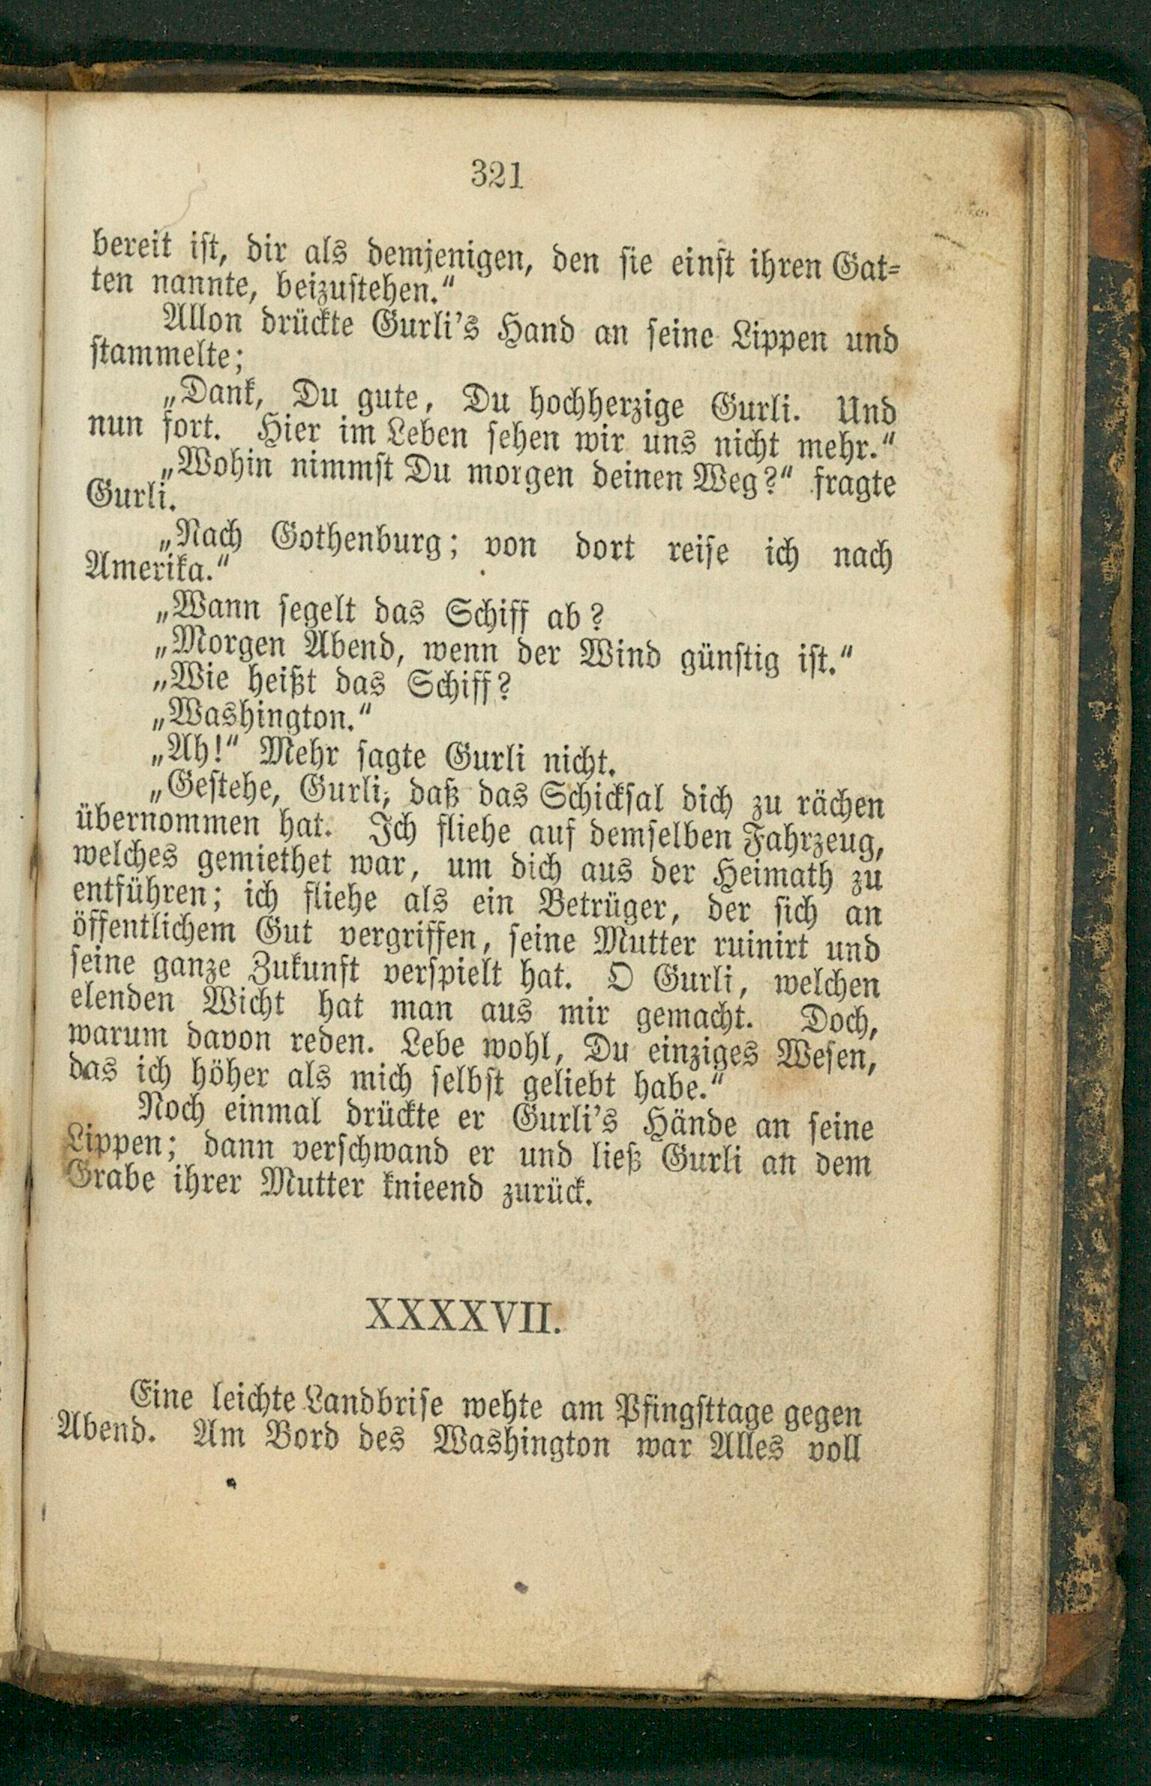 321
bereit ist, dir als demjenigen, den sie einst ihren Gat-
ten nannte, beizustehen.“
Allon drückte Gurli's Hand an seine Lippen und
stammelte;
„Dank, Du gute, Du hochherzige Gurli. Und
nun fort. Hier im Leben sehen wir uns nicht mehr.“
„Wohin nimmst Du morgen deinen Weg?“ fragte
Gurli.
„Nach Gothenburg; von dort reise ich nach
Amerika.“
„Wann segelt das Schiff ab?
„Morgen Abend, wenn der Wind günstig ist.“
„Wie heißt das Schiff?
„Washington.“
„Ah!“ Mehr sagte Gurli nicht.
„Gestehe, Gurli, daß das Schicksal dich zu rächen
übernommen hat. Ich fliehe auf demselben Fahrzeug,
welches gemiethet war, um dich aus der Heimath zu
entführen; ich fliehe als ein Betrüger, der sich an
öffentlichem Gut vergriffen, seine Mutter ruinirt und
seine ganze Zukunft verspielt hat. O Gurli, welchen
elenden Wicht hat man aus mir gemacht. Doch,
warum davon reden. Lebe wohl, Du einziges Wesen,
das ich höher als mich selbst geliebt habe.“
Noch einmal drückte er Gurli's Hände an seine
Lippen; dann verschwand er und ließ Gurli an dem
Grabe ihrer Mutter knieend zurück.
XXXXVII.
Eine leichte Landbrise wehte am Pfingsttage gegen
Abend. Am Bord des Washington war Alles voll